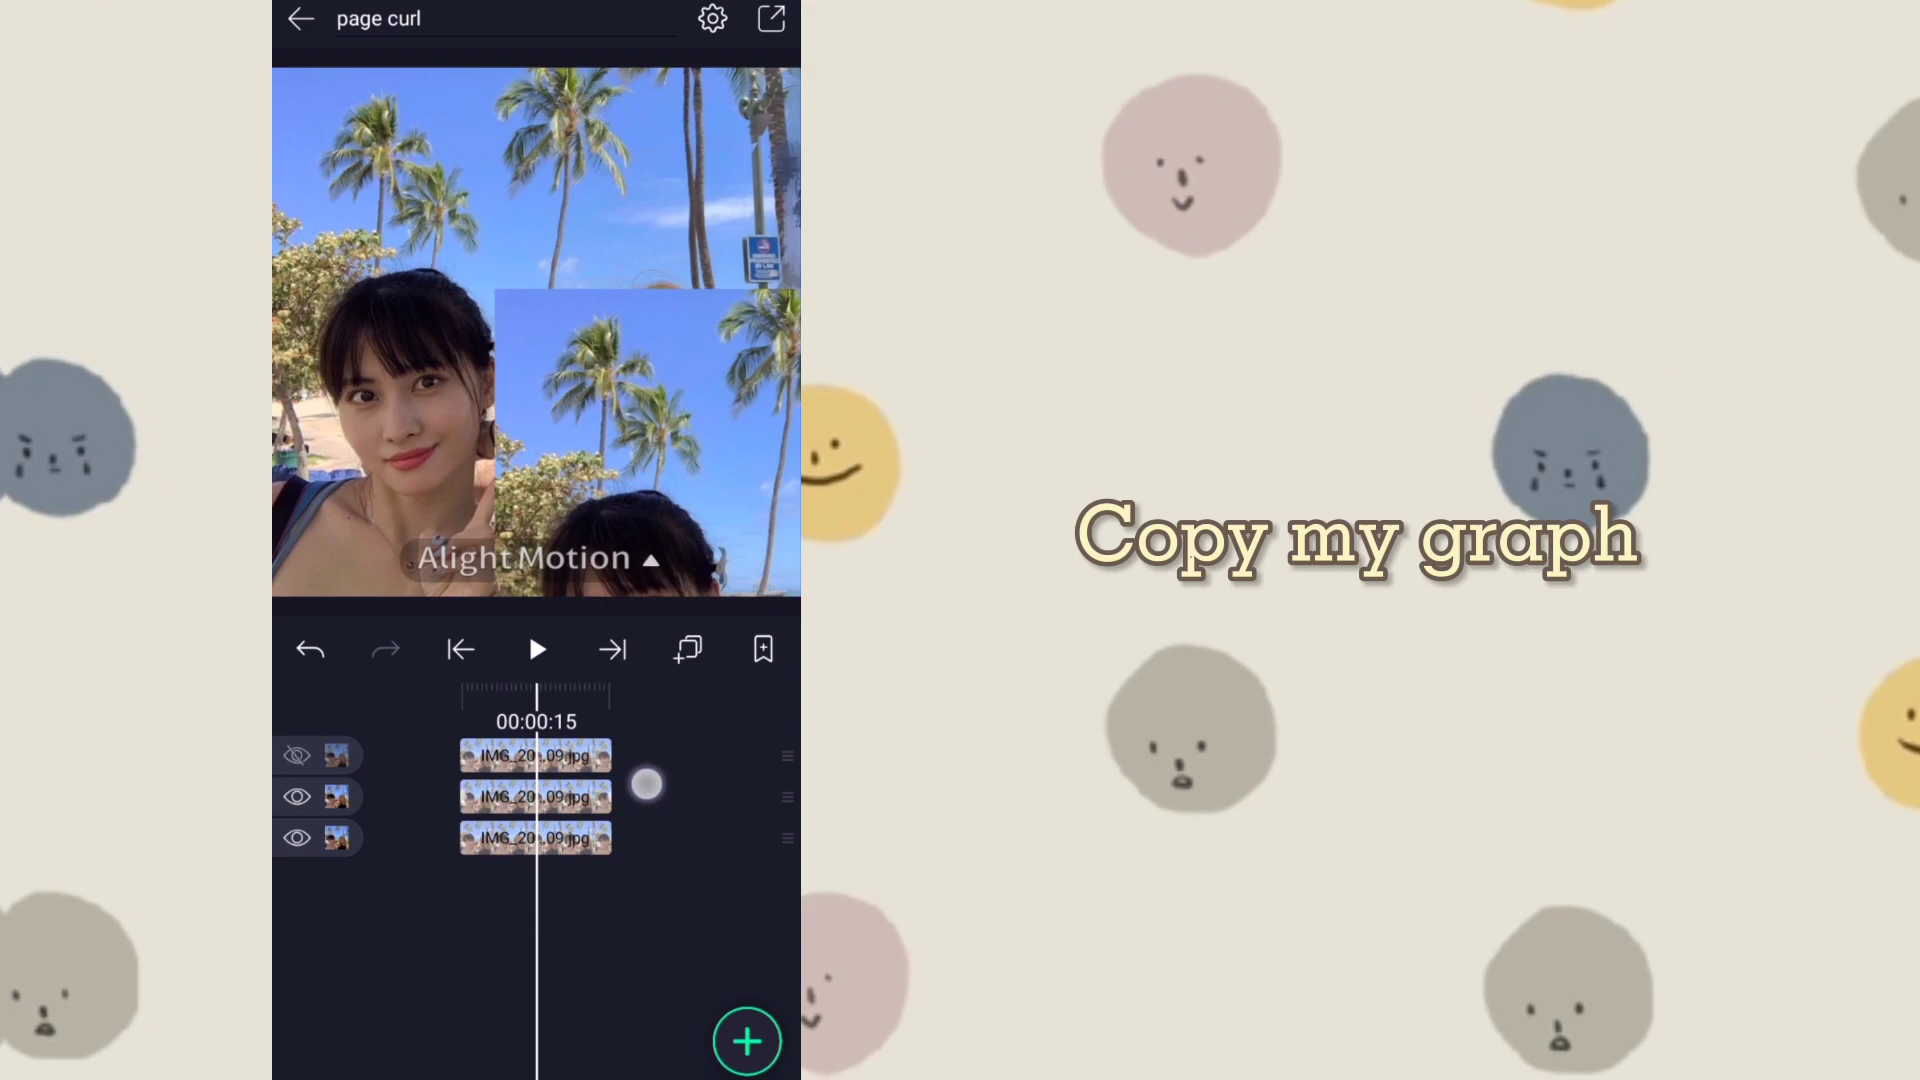 page curl
Alight Motion
00:00:15
IMG_20...09.jpg
IMG_20...09.jpg
IMG_20...09.jpg
Copy my graph